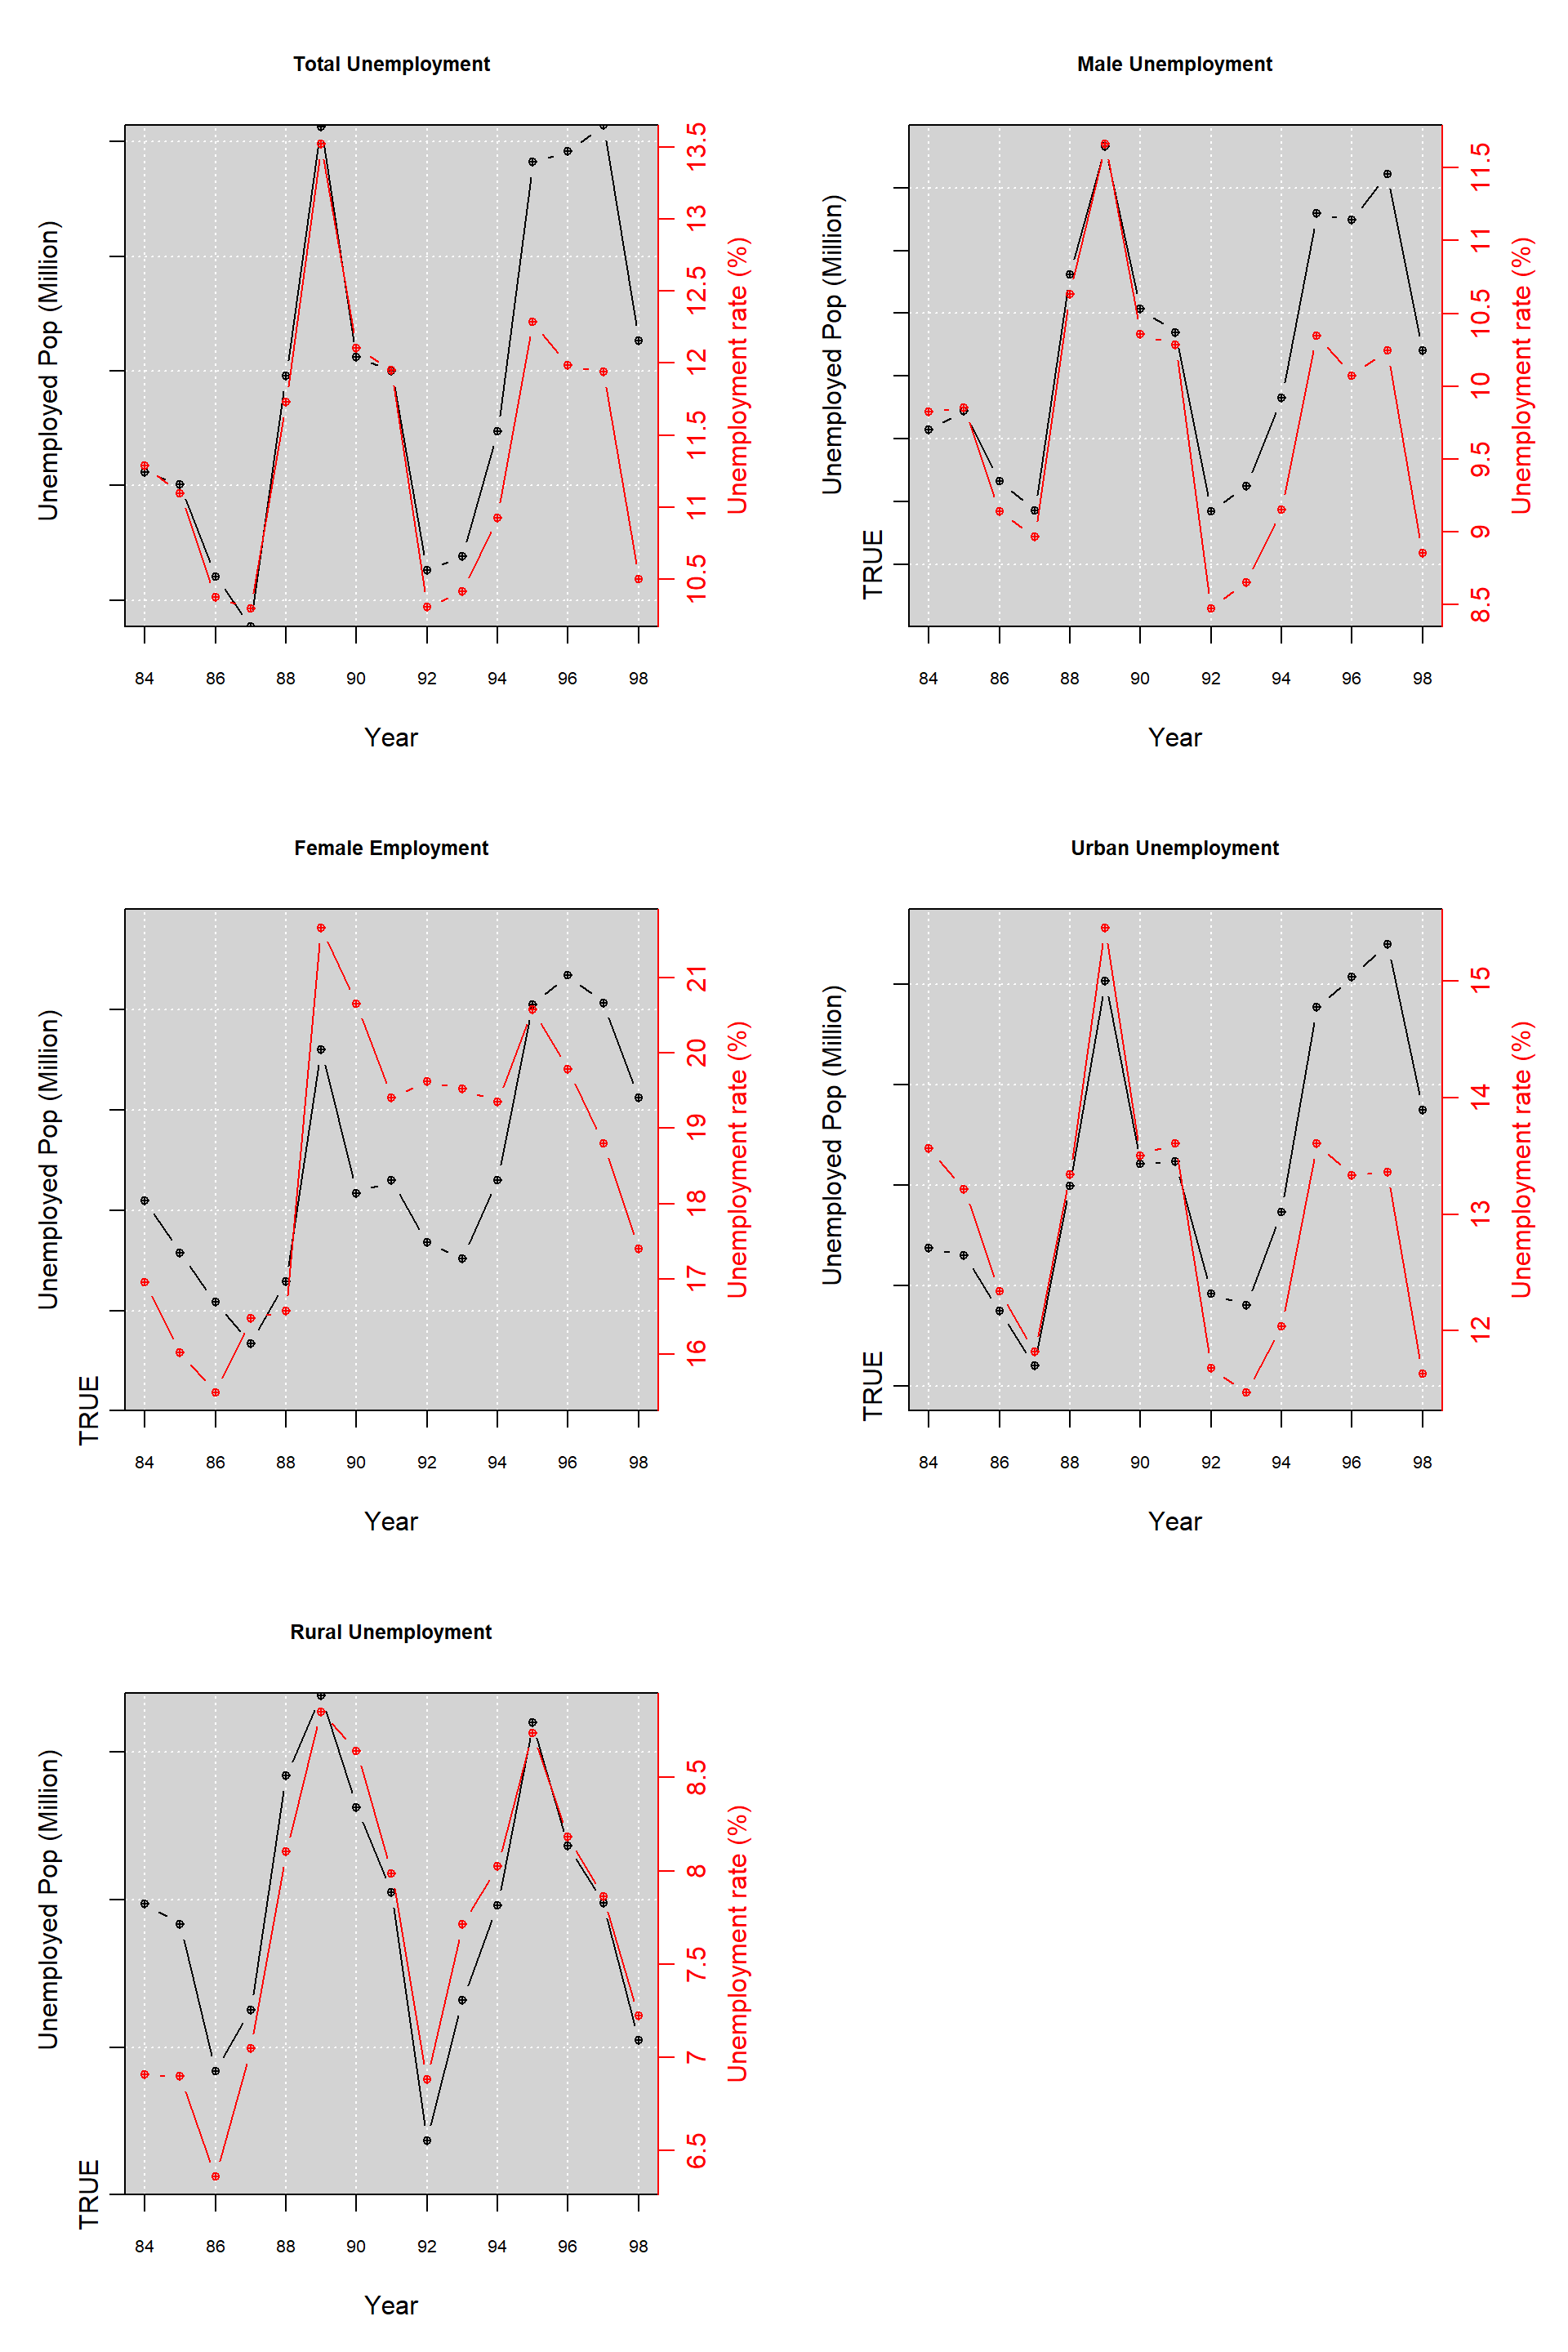 Total Unemployment
Unemployed Pop (Million)
13.5
13
12.5
12
11.5
11
10.5
Unemployment rate (%)
84 86 88 90 92 94 96 98
Year
Male Unemployment
Unemployed Pop (Million)
TRUE
11.5
11
10.5
10
9.5
9
8.5
Unemployment rate (%)
84 86 88 90 92 94 96 98
Year
Female Employment
Unemployed Pop (Million)
TRUE
21
20
19
18
17
16
Unemployment rate (%)
84 86 88 90 92 94 96 98
Year
Urban Unemployment
Unemployed Pop (Million)
TRUE
15
14
13
12
Unemployment rate (%)
84 86 88 90 92 94 96 98
Year
Rural Unemployment
Unemployed Pop (Million)
TRUE
8.5
8
7.5
7
6.5
Unemployment rate (%)
84 86 88 90 92 94 96 98
Year